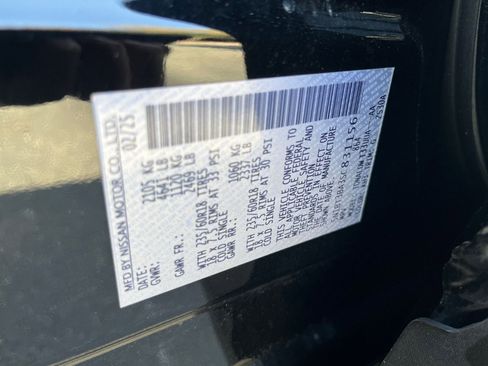 MFD BY NISSAN MOTOR CO., LTD.
DATE: 02/25
GVWR: 2105 KG
4641 LB
GAWR FR.: 1120 KG
2469 LB
WITH 235/60R18 TIRES
18 x 7.5 RIMS AT 33 PSI
COLD SINGLE
GAWR RR.: 1060 KG
2337 LB
WITH 235/60R18 TIRES
18 x 7.5 RIMS AT 30 PSI
COLD SINGLE
THIS VEHICLE CONFORMS TO
ALL APPLICABLE FEDERAL
MOTOR VEHICLE SAFETY AND
THEFT PREVENTION
STANDARDS IN EFFECT ON
THE DATE OF MANUFACTURE
SHOWN ABOVE.
831156
AA
2530A